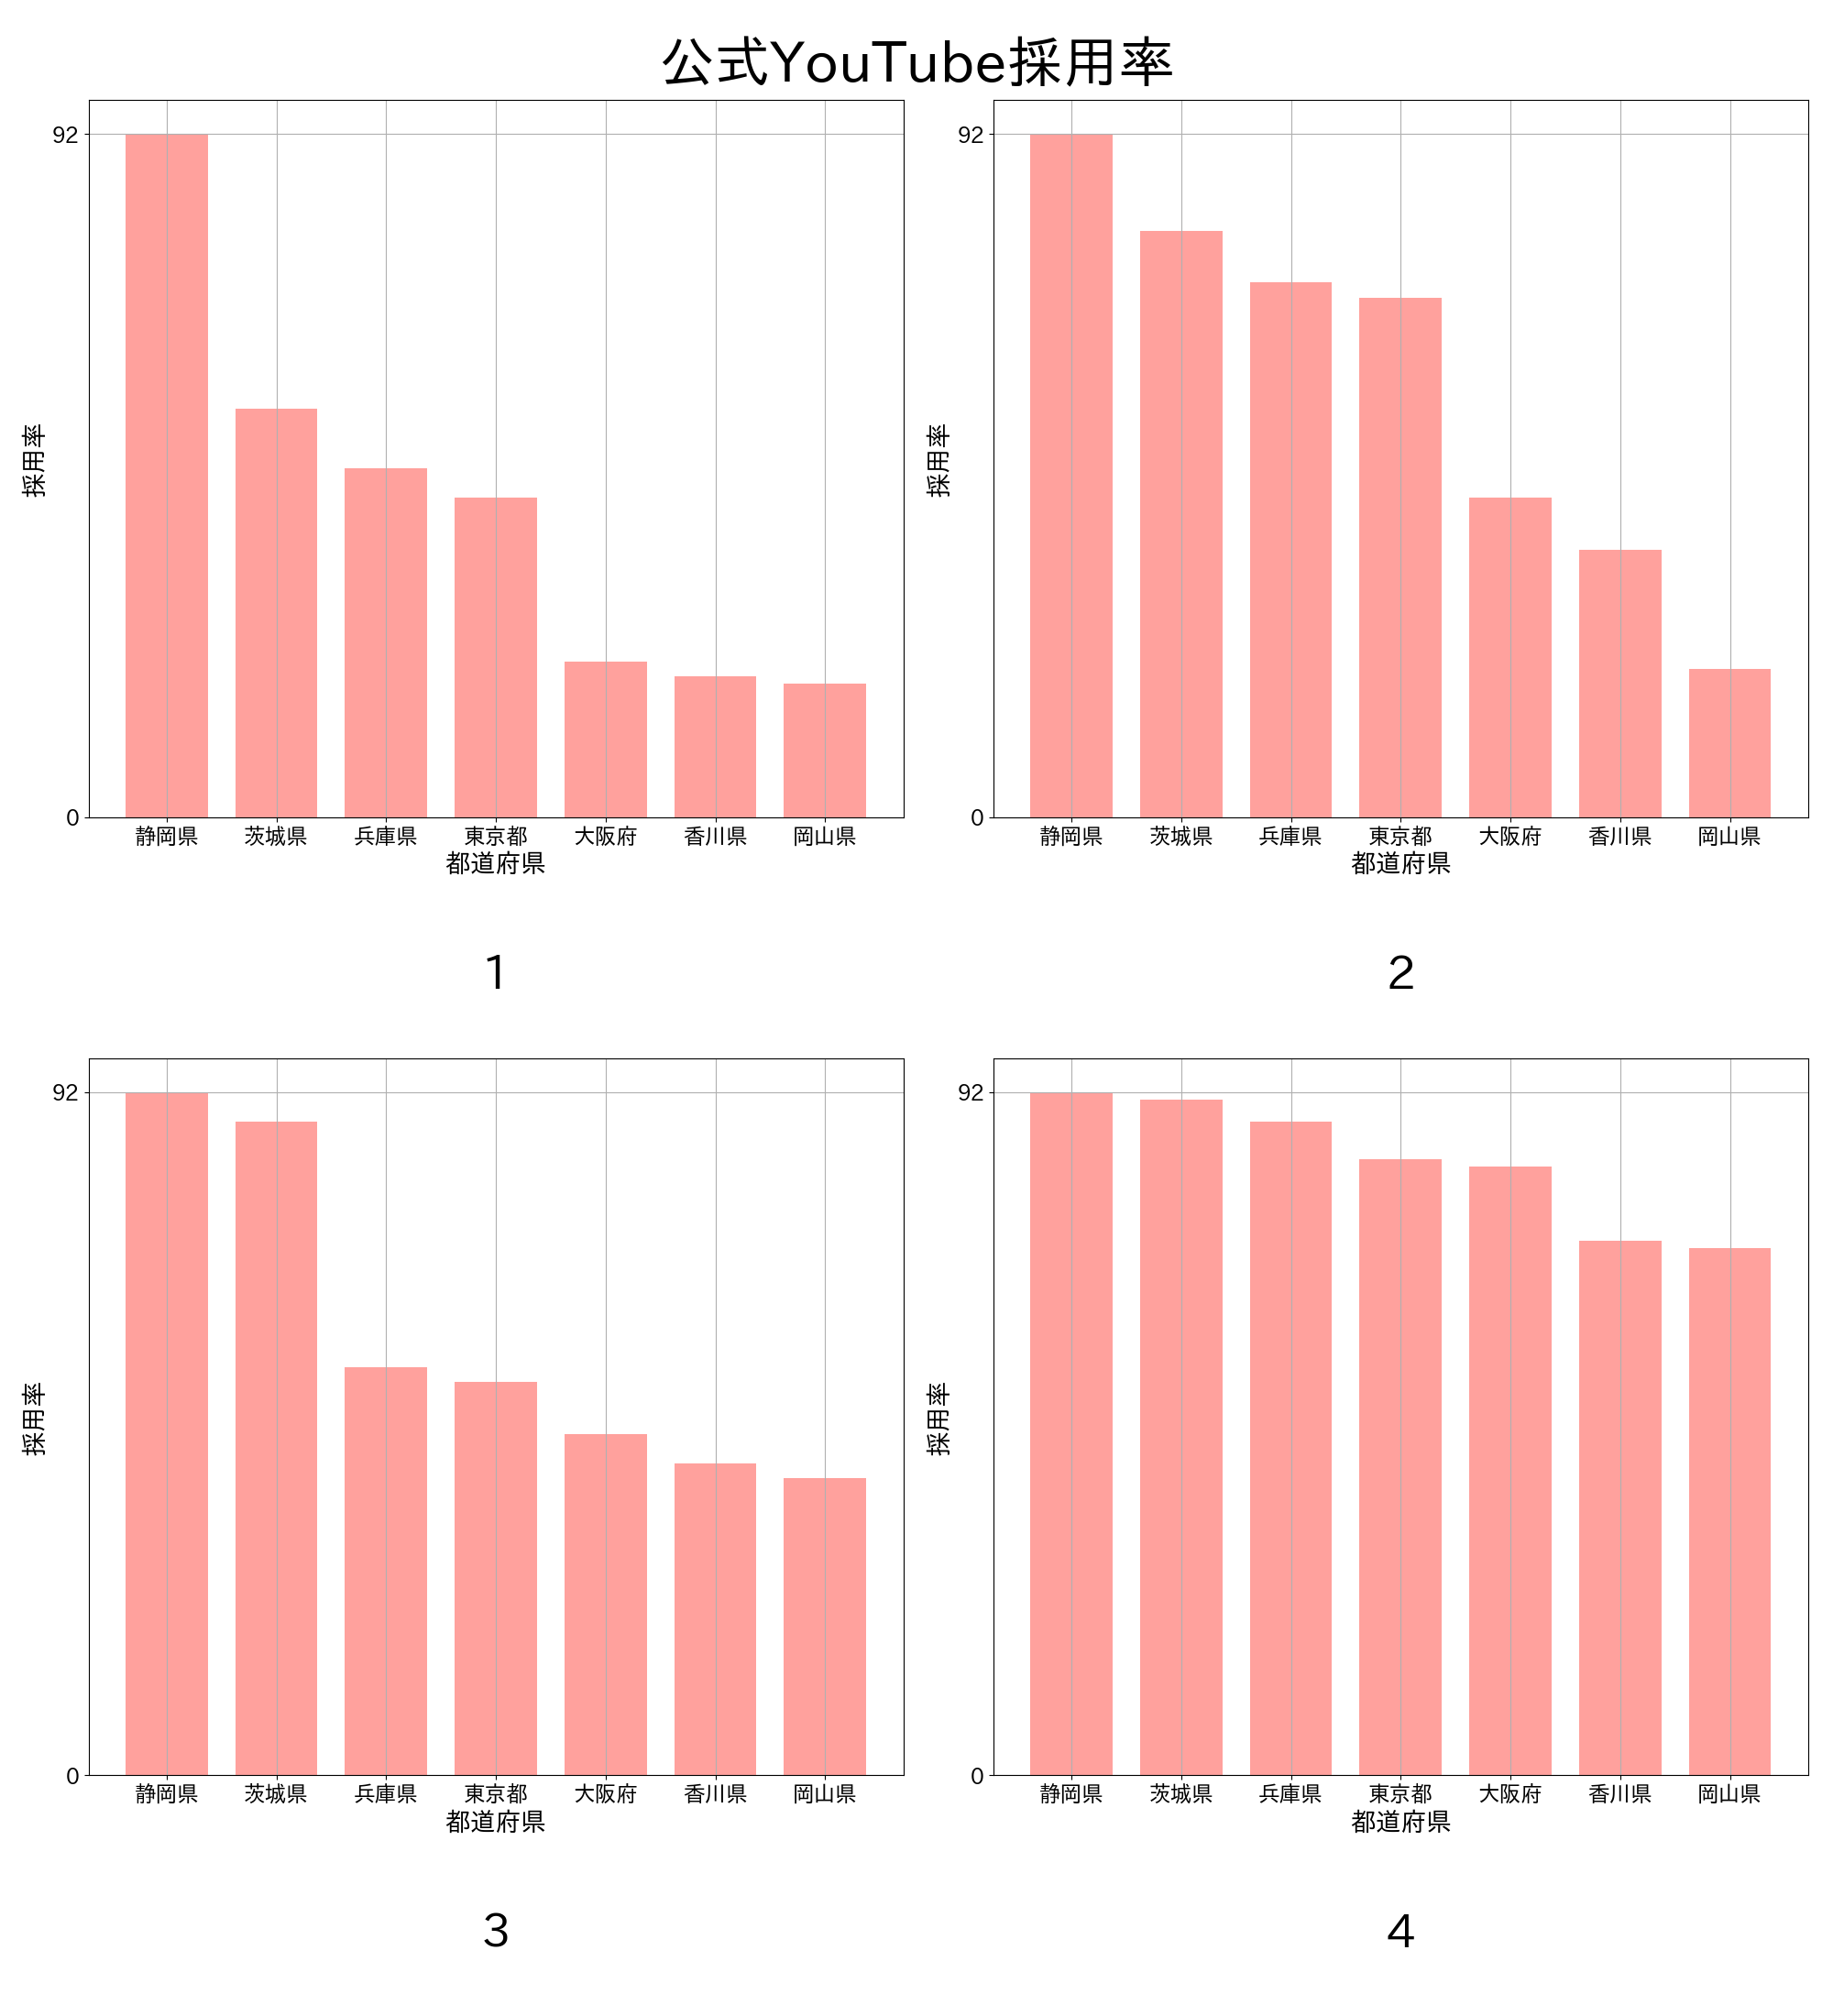 公式YouTube採用率
92
0
採用率
静岡県 茨城県 兵庫県 東京都 大阪府 香川県 岡山県
都道府県
1
92
0
採用率
静岡県 茨城県 兵庫県 東京都 大阪府 香川県 岡山県
都道府県
2
92
0
採用率
静岡県 茨城県 兵庫県 東京都 大阪府 香川県 岡山県
都道府県
3
92
0
採用率
静岡県 茨城県 兵庫県 東京都 大阪府 香川県 岡山県
都道府県
4